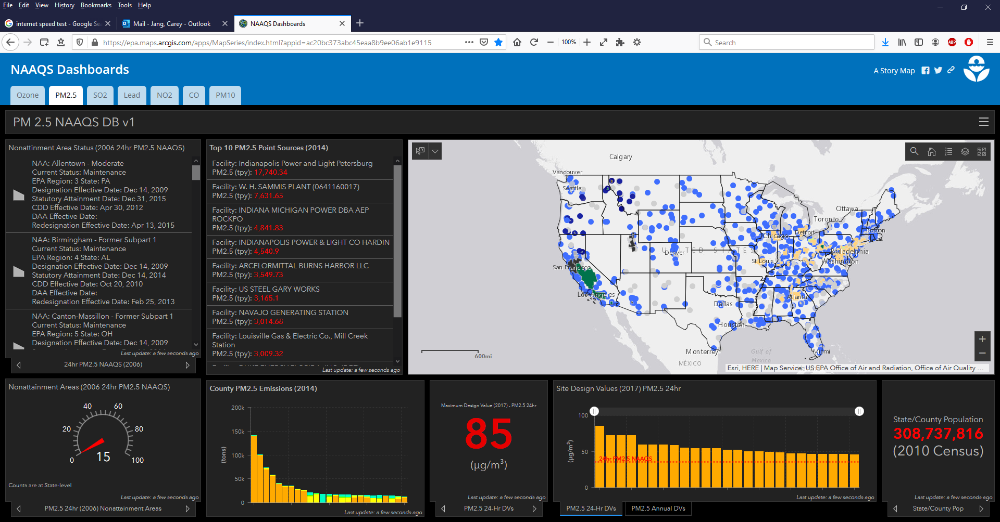 File Edit View History Bookmarks Tools Help
internet speed test - Google Se
Mail - Jang, Carey - Outlook
NAAQS Dashboards
https://epa.maps.arcgis.com/apps/MapSeries/index.html?appid=ac20bc373abc45eaa8b9ee06ab1e9115
100%
Search
ABP
NAAQS Dashboards
A Story Map
Ozone PM2.5 SO2 Lead NO2 CO PM10
PM 2.5 NAAQS DB v1
Nonattinment Area Status (2006 24hr PM2.5 NAAQS)
NAA: Allentown - Moderate
Current Status: Maintenance
EPA Region: 3 State: PA
Designation Effective Date: Dec 14, 2009
Statutory Attainment Date: Dec 31, 2015
CDD Effective Date: Apr 30, 2012
DAA Effective Date:
Redesignation Effective Date: Apr 13, 2015
NAA: Birmingham - Former Subpart 1
Current Status: Maintenance
EPA Region: 4 State: AL
Designation Effective Date: Dec 14, 2009
Statutory Attainment Date: Dec 14, 2014
CDD Effective Date: Oct 20, 2010
DAA Effective Date:
Redesignation Effective Date: Feb 25, 2013
NAA: Canton-Massillon - Former Subpart 1
Current Status: Maintenance
EPA Region: 5 State: OH
Designation Effective Date: Dec 14, 2009
Last update: a few seconds ago
24hr PM2.5 NAAQS (2006)
Top 10 PM2.5 Point Sources (2014)
Facility: Indianapolis Power and Light Petersburg
PM2.5 (tpy): 17,740.34
Facility: W. H. SAMMIS PLANT (0641160017)
PM2.5 (tpy): 7,631.65
Facility: INDIANA MICHIGAN POWER DBA AEP
ROCKPO
PM2.5 (tpy): 4,841.83
Facility: INDIANAPOLIS POWER & LIGHT CO HARDIN
PM2.5 (tpy): 4,540.9
Facility: ARCELORMITTAL BURNS HARBOR LLC
PM2.5 (tpy): 3,549.73
Facility: US STEEL GARY WORKS
PM2.5 (tpy): 3,165.1
Facility: NAVAJO GENERATING STATION
PM2.5 (tpy): 3,014.68
Facility: Louisville Gas & Electric Co., Mill Creek
Station
PM2.5 (tpy): 3,009.32
Last update: a few seconds ago
Calgary
Vancouver
Seattle
Ottawa
Toronto
Boston
Detroit
Chicago
Philadelphia
UNITED STATES
Denver
St Louis
Washington
San Francisco
Los Angeles
Atlanta
Dallas
Houston
Monterrey
Miami
Gulf of
Mexico
MÉXICO
600mi
Esri, HERE | Map Service: US EPA Office of Air and Radiation, Office of Air Quality ...
Nonattainment Areas (2006 24hr PM2.5 NAAQS)
40 60
20 80
0 15 100
Counts are at State-level
Last update: a few seconds ago
PM2.5 24hr (2006) Nonattainment Areas
County PM2.5 Emissions (2014)
200k
150k
100k
50k
0
(tons)
Last update: a few seconds ago
Maximum Design Value (2017) - PM2.5 24hr
85
(µg/m³)
Last update: a few seconds ago
PM2.5 24-Hr DVs
Site Design Values (2017) PM2.5 24hr
100
50
0
(µg/m³)
24hr PM2.5 NAAQS
Last update: a few seconds ago
PM2.5 24-Hr DVs PM2.5 Annual DVs
State/County Population
308,737,816
(2010 Census)
Last update: a few seconds ago
State/County Pop